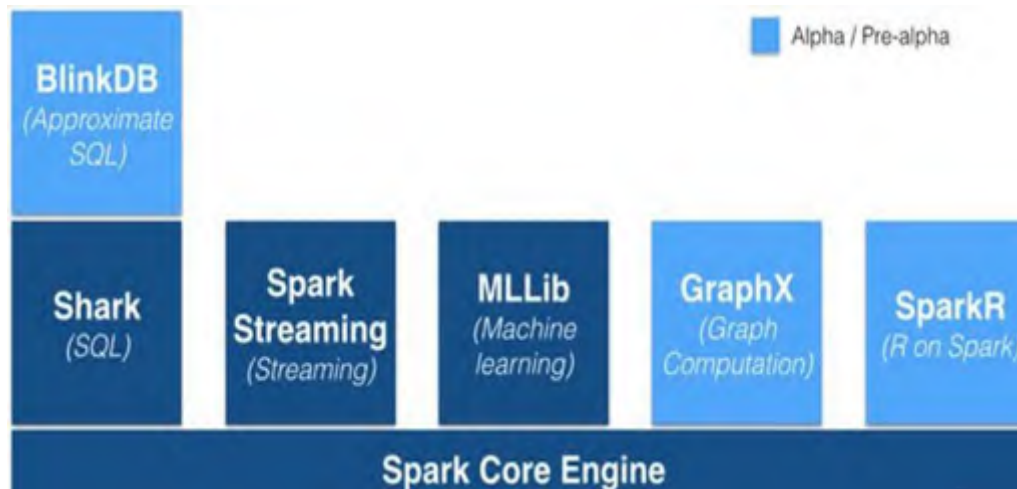 Alpha / Pre-alpha
BlinkDB
(Approximate
SQL)
Shark
(SQL)
Spark
Streaming
(Streaming)
MLLib
(Machine
learning)
GraphX
(Graph
Computation)
SparkR
(R on Spark)
Spark Core Engine